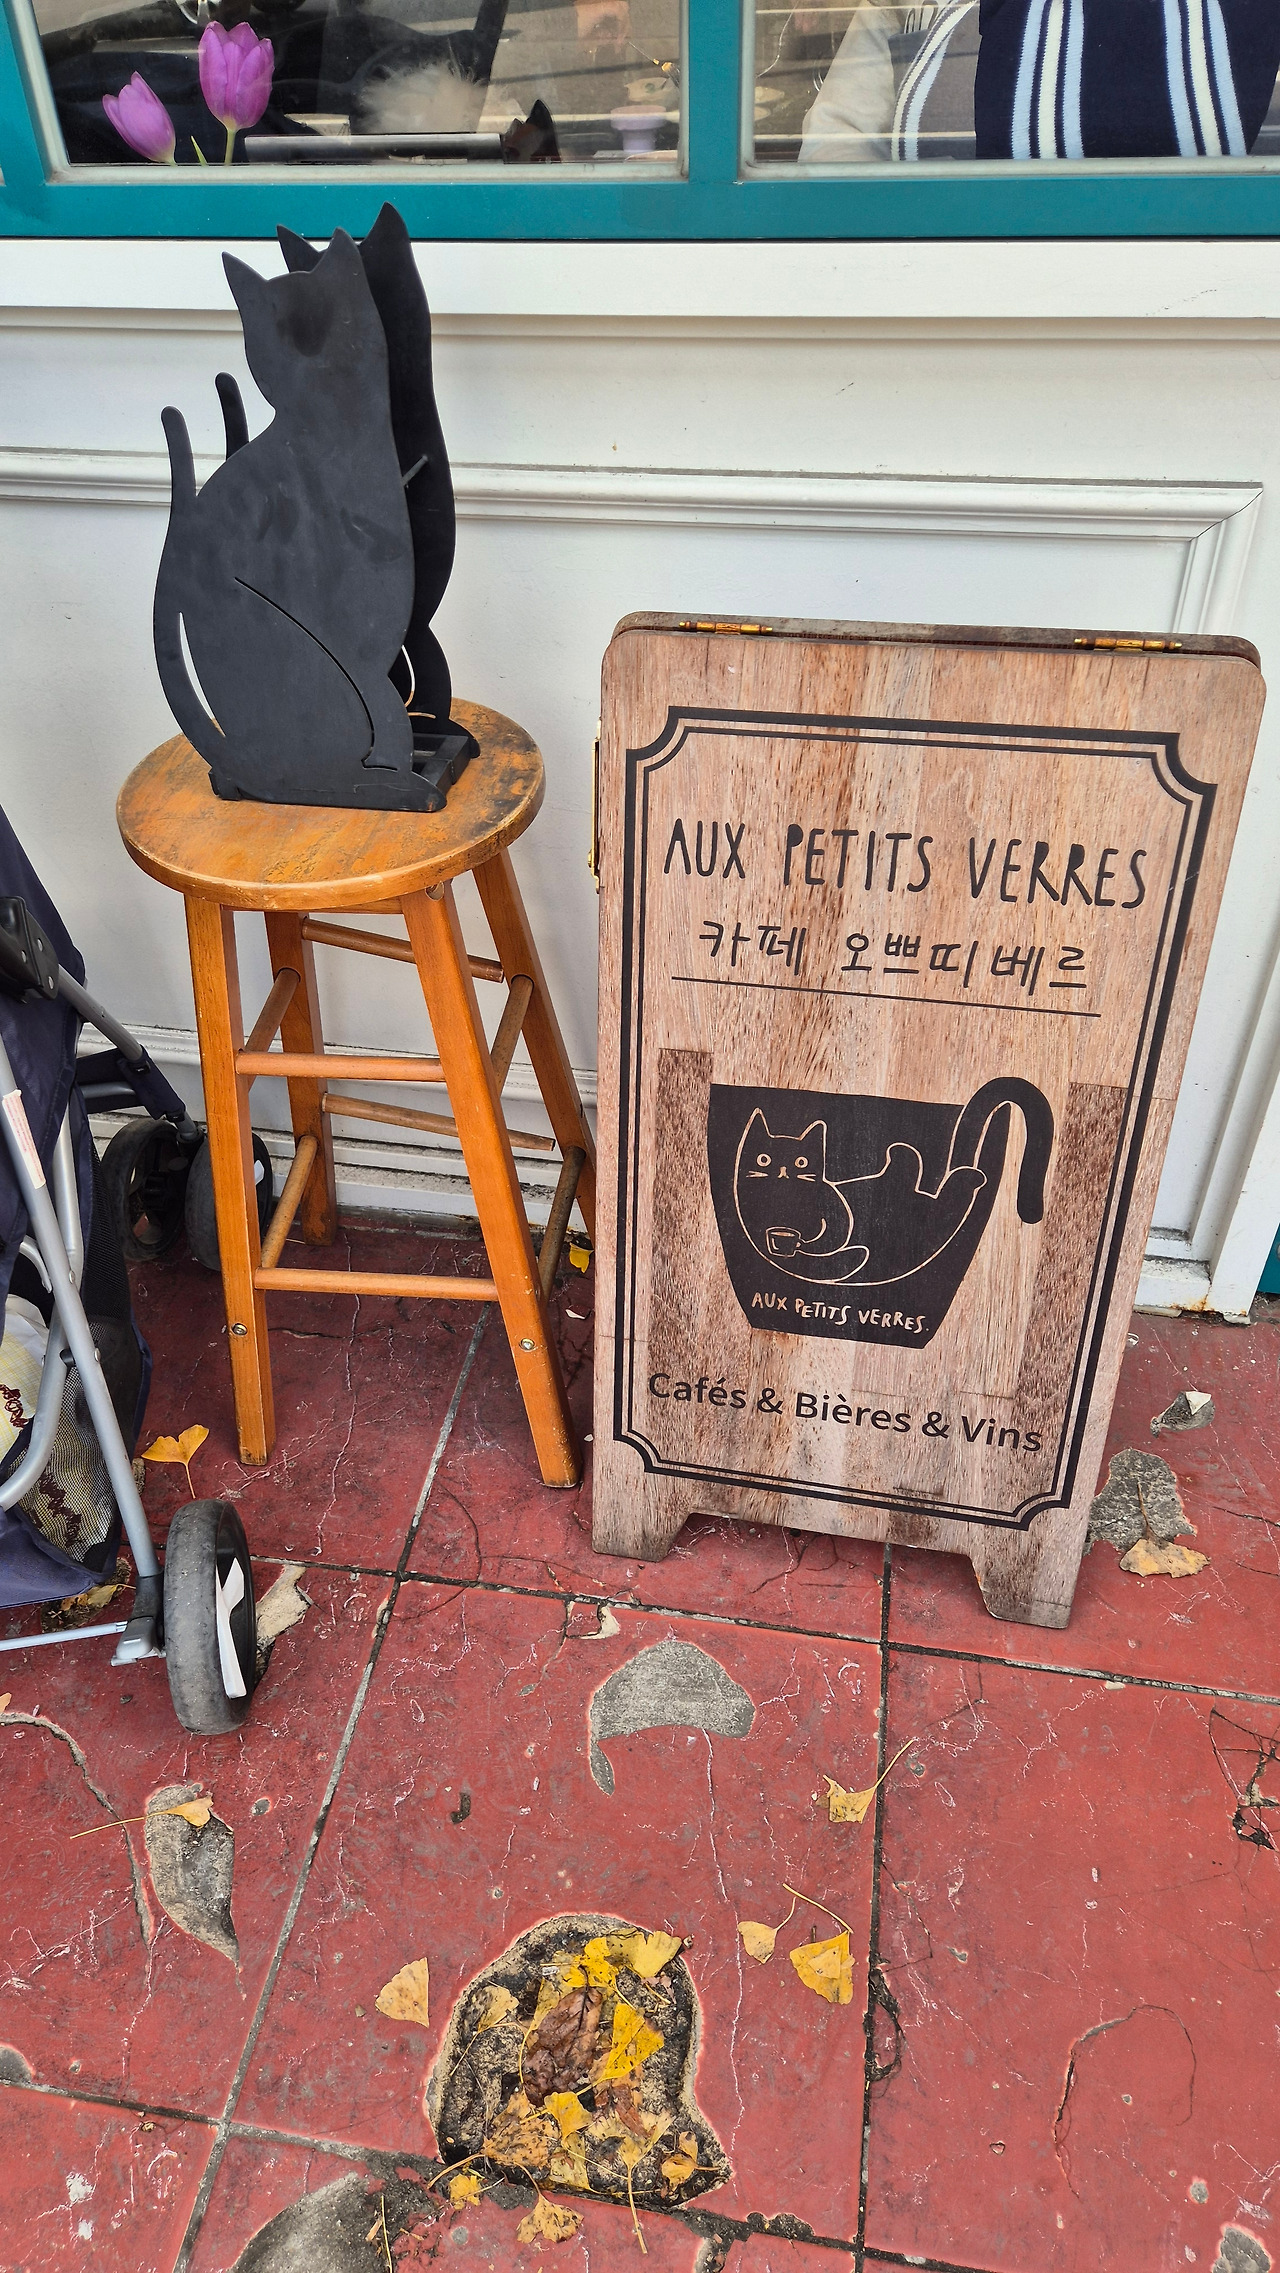 AUX PETITS VERRES
카페 오쁘띠베르
AUX PETITS VERRES.
Cafés & Bières & Vins